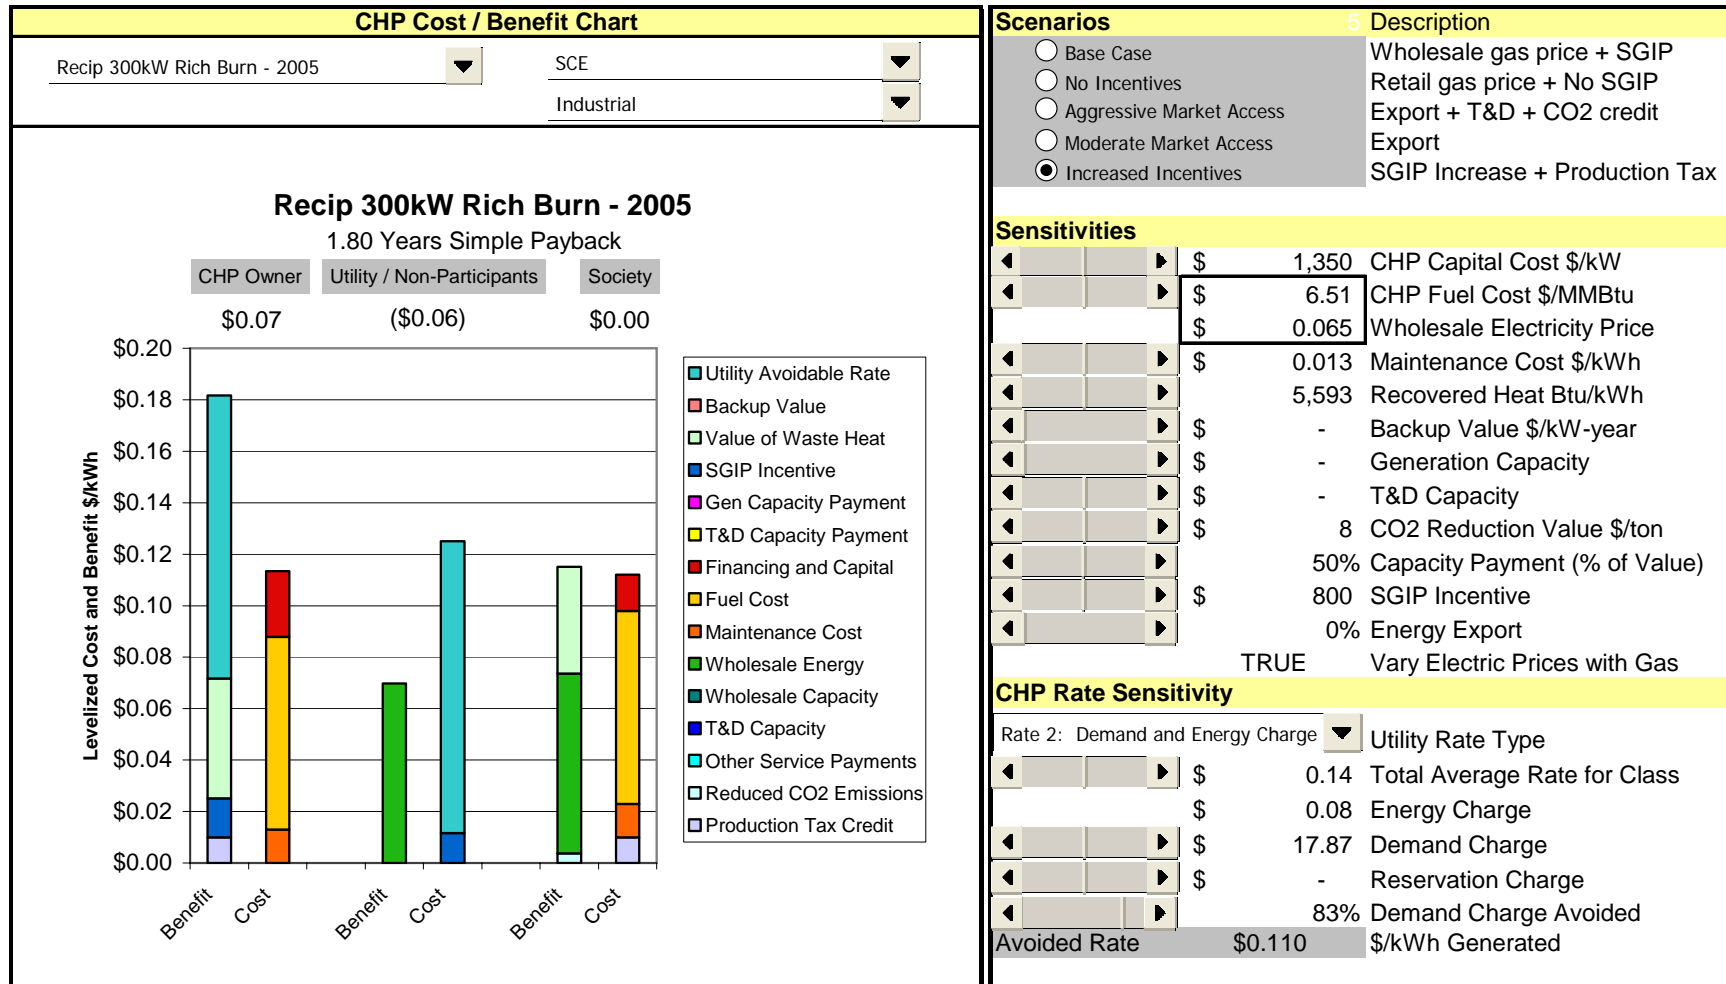 CHP Cost / Benefit Chart
Recip 300kW Rich Burn - 2005
SCE
Industrial
Recip 300kW Rich Burn - 2005
1.80 Years Simple Payback
CHP Owner Utility / Non-Participants Society
$0.07 ($0.06) $0.00
Levelized Cost and Benefit $/kWh
$0.20
$0.18
$0.16
$0.14
$0.12
$0.10
$0.08
$0.06
$0.04
$0.02
$0.00
Benefit Cost Benefit Cost Benefit Cost
Utility Avoidable Rate
Backup Value
Value of Waste Heat
SGIP Incentive
Gen Capacity Payment
T&D Capacity Payment
Financing and Capital
Fuel Cost
Maintenance Cost
Wholesale Energy
Wholesale Capacity
T&D Capacity
Other Service Payments
Reduced CO2 Emissions
Production Tax Credit
Scenarios 5 Description
Base Case Wholesale gas price + SGIP
No Incentives Retail gas price + No SGIP
Aggressive Market Access Export + T&D + CO2 credit
Moderate Market Access Export
Increased Incentives SGIP Increase + Production Tax
Sensitivities
$ 1,350 CHP Capital Cost $/kW
$ 6.51 CHP Fuel Cost $/MMBtu
$ 0.065 Wholesale Electricity Price
$ 0.013 Maintenance Cost $/kWh
5,593 Recovered Heat Btu/kWh
$ - Backup Value $/kW-year
$ - Generation Capacity
$ - T&D Capacity
$ 8 CO2 Reduction Value $/ton
50% Capacity Payment (% of Value)
$ 800 SGIP Incentive
0% Energy Export
TRUE Vary Electric Prices with Gas
CHP Rate Sensitivity
Rate 2: Demand and Energy Charge Utility Rate Type
$ 0.14 Total Average Rate for Class
$ 0.08 Energy Charge
$ 17.87 Demand Charge
$ - Reservation Charge
83% Demand Charge Avoided
Avoided Rate $0.110 $/kWh Generated